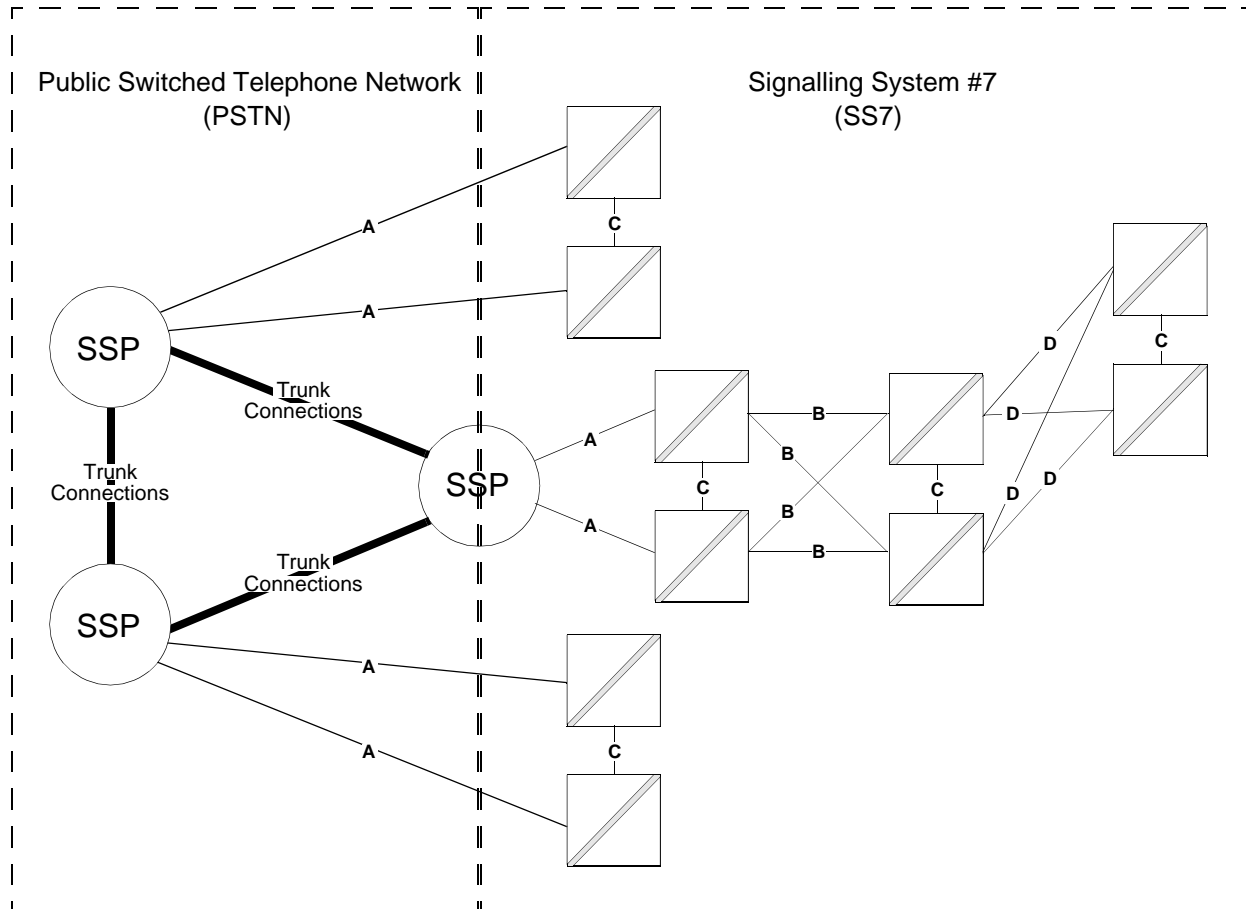 Public Switched Telephone Network
(PSTN)
Signalling System #7
(SS7)
A
C
A
SSP
D
C
Trunk
Connections
B
D
A
B
Trunk
Connections
SSP
C
C
D
D
B
A
B
Trunk
Connections
SSP
A
C
A